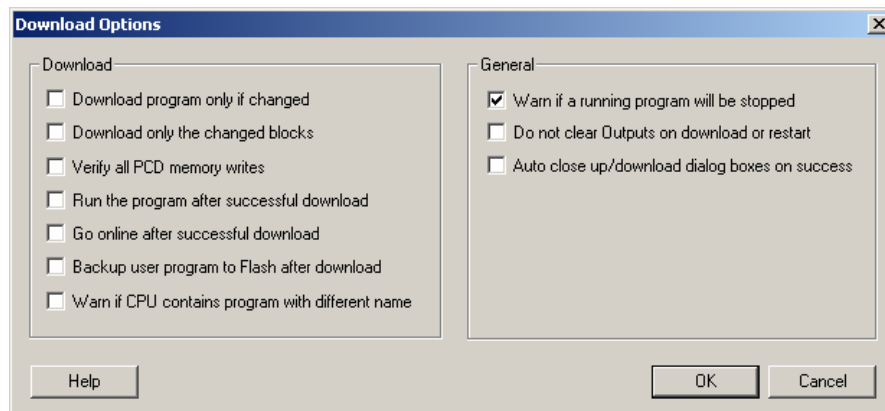 Download Options
Download
Download program only if changed
Download only the changed blocks
Verify all PCD memory writes
Run the program after successful download
Go online after successful download
Backup user program to Flash after download
Warn if CPU contains program with different name
General
Warn if a running program will be stopped
Do not clear Outputs on download or restart
Auto close up/download dialog boxes on success
Help
OK
Cancel